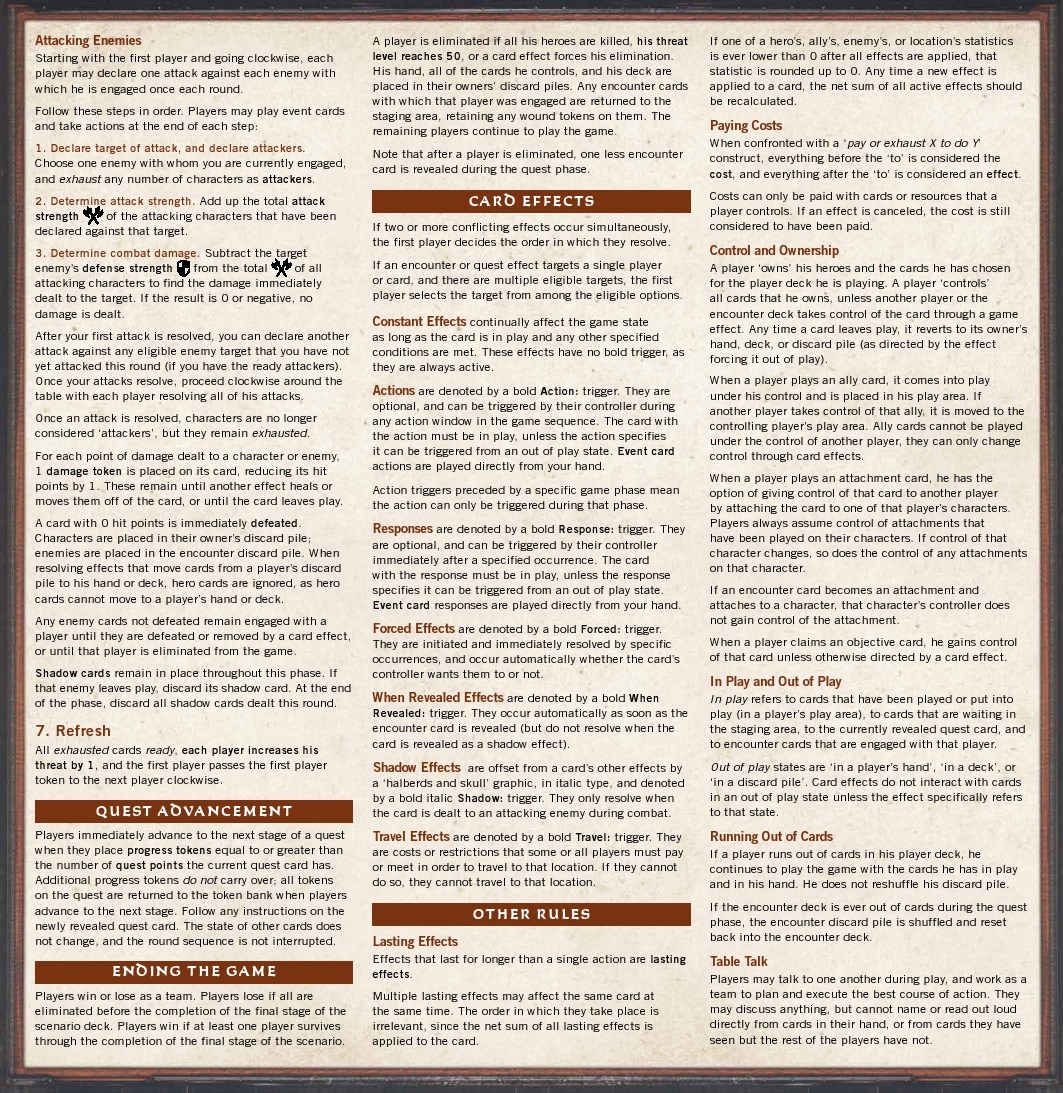 Attacking Enemies
Starting with the first player and going clockwise, each
player may declare one attack against each enemy with
which he is engaged once each round.
Follow these steps in order. Players may play event cards
and take actions at the end of each step:
1. Declare target of attack, and declare attackers.
Choose one enemy with whom you are currently engaged,
and exhaust any number of characters as attackers.
2. Determine attack strength. Add up the total attack
strength of the attacking characters that have been
declared against that target.
3. Determine combat damage. Subtract the target
enemy's defense strength from the total of all
attacking characters to find the damage immediately
dealt to the target. If the result is 0 or negative, no
damage is dealt.
After your first attack is resolved, you can declare another
attack against any eligible enemy target that you have not
yet attacked this round (if you have the ready attackers).
Once your attacks resolve, proceed clockwise around the
table with each player resolving all of his attacks.
Once an attack is resolved, characters are no longer
considered 'attackers', but they remain exhausted.
For each point of damage dealt to a character or enemy,
1 damage token is placed on its card, reducing its hit
points by 1. These remain until another effect heals or
moves them off of the card, or until the card leaves play.
A card with 0 hit points is immediately defeated.
Characters are placed in their owner's discard pile;
enemies are placed in the encounter discard pile. When
resolving effects that move cards from a player's discard
pile to his hand or deck, hero cards are ignored, as hero
cards cannot move to a player's hand or deck.
Any enemy cards not defeated remain engaged with a
player until they are defeated or removed by a card effect,
or until that player is eliminated from the game.
Shadow cards remain in place throughout this phase. If
that enemy leaves play, discard its shadow card. At the end
of the phase, discard all shadow cards dealt this round.
7. Refresh
All exhausted cards ready, each player increases his
threat by 1, and the first player passes the first player
token to the next player clockwise.
QUEST ADVANCEMENT
Players immediately advance to the next stage of a quest
when they place progress tokens equal to or greater than
the number of quest points the current quest card has.
Additional progress tokens do not carry over; all tokens
on the quest are returned to the token bank when players
advance to the next stage. Follow any instructions on the
newly revealed quest card. The state of other cards does
not change, and the round sequence is not interrupted.
ENDING THE GAME
Players win or lose as a team. Players lose if all are
eliminated before the completion of the final stage of the
scenario deck. Players win if at least one player survives
through the completion of the final stage of the scenario.
A player is eliminated if all his heroes are killed, his threat
level reaches 50, or a card effect forces his elimination.
His hand, all of the cards he controls, and his deck are
placed in their owners' discard piles. Any encounter cards
with which that player was engaged are returned to the
staging area, retaining any wound tokens on them. The
remaining players continue to play the game.
Note that after a player is eliminated, one less encounter
card is revealed during the quest phase.
CARD EFFECTS
If two or more conflicting effects occur simultaneously,
the first player decides the order in which they resolve.
If an encounter or quest effect targets a single player
or card, and there are multiple eligible targets, the first
player selects the target from among the eligible options.
Constant Effects continually affect the game state
as long as the card is in play and any other specified
conditions are met. These effects have no bold trigger, as
they are always active.
Actions are denoted by a bold Action: trigger. They are
optional, and can be triggered by their controller during
any action window in the game sequence. The card with
the action must be in play, unless the action specifies
it can be triggered from an out of play state. Event card
actions are played directly from your hand.
Action triggers preceded by a specific game phase mean
the action can only be triggered during that phase.
Responses are denoted by a bold Response: trigger. They
are optional, and can be triggered by their controller
immediately after a specified occurrence. The card
with the response must be in play, unless the response
specifies it can be triggered from an out of play state.
Event card responses are played directly from your hand.
Forced Effects are denoted by a bold Forced: trigger.
They are initiated and immediately resolved by specific
occurrences, and occur automatically whether the card's
controller wants them to or not.
When Revealed Effects are denoted by a bold When
Revealed: trigger. They occur automatically as soon as the
encounter card is revealed (but do not resolve when the
card is revealed as a shadow effect).
Shadow Effects are offset from a card's other effects by
a 'halberds and skull' graphic, in italic type, and denoted
by a bold italic Shadow: trigger. They only resolve when
the card is dealt to an attacking enemy during combat.
Travel Effects are denoted by a bold Travel: trigger. They
are costs or restrictions that some or all players must pay
or meet in order to travel to that location. If they cannot
do so, they cannot travel to that location.
OTHER RULES
Lasting Effects
Effects that last for longer than a single action are lasting
effects.
Multiple lasting effects may affect the same card at
the same time. The order in which they take place is
irrelevant, since the net sum of all lasting effects is
applied to the card.
If one of a hero's, ally's, enemy's, or location's statistics
is ever lower than 0 after all effects are applied, that
statistic is rounded up to 0. Any time a new effect is
applied to a card, the net sum of all active effects should
be recalculated.
Paying Costs
When confronted with a 'pay or exhaust X to do Y'
construct, everything before the 'to' is considered the
cost, and everything after the 'to' is considered an effect.
Costs can only be paid with cards or resources that a
player controls. If an effect is canceled, the cost is still
considered to have been paid.
Control and Ownership
A player 'owns' his heroes and the cards he has chosen
for the player deck he is playing. A player 'controls'
all cards that he owns, unless another player or the
encounter deck takes control of the card through a game
effect. Any time a card leaves play, it reverts to its owner's
hand, deck, or discard pile (as directed by the effect
forcing it out of play).
When a player plays an ally card, it comes into play
under his control and is placed in his play area. If
another player takes control of that ally, it is moved to the
controlling player's play area. Ally cards cannot be played
under the control of another player, they can only change
control through card effects.
When a player plays an attachment card, he has the
option of giving control of that card to another player
by attaching the card to one of that player's characters.
Players always assume control of attachments that
have been played on their characters. If control of that
character changes, so does the control of any attachments
on that character.
If an encounter card becomes an attachment and
attaches to a character, that character's controller does
not gain control of the attachment.
When a player claims an objective card, he gains control
of that card unless otherwise directed by a card effect.
In Play and Out of Play
In play refers to cards that have been played or put into
play (in a player's play area), to cards that are waiting in
the staging area, to the currently revealed quest card, and
to encounter cards that are engaged with that player.
Out of play states are 'in a player's hand', 'in a deck', or
'in a discard pile'. Card effects do not interact with cards
in an out of play state unless the effect specifically refers
to that state.
Running Out of Cards
If a player runs out of cards in his player deck, he
continues to play the game with the cards he has in play
and in his hand. He does not reshuffle his discard pile.
If the encounter deck is ever out of cards during the quest
phase, the encounter discard pile is shuffled and reset
back into the encounter deck.
Table Talk
Players may talk to one another during play, and work as a
team to plan and execute the best course of action. They
may discuss anything, but cannot name or read out loud
directly from cards in their hand, or from cards they have
seen but the rest of the players have not.